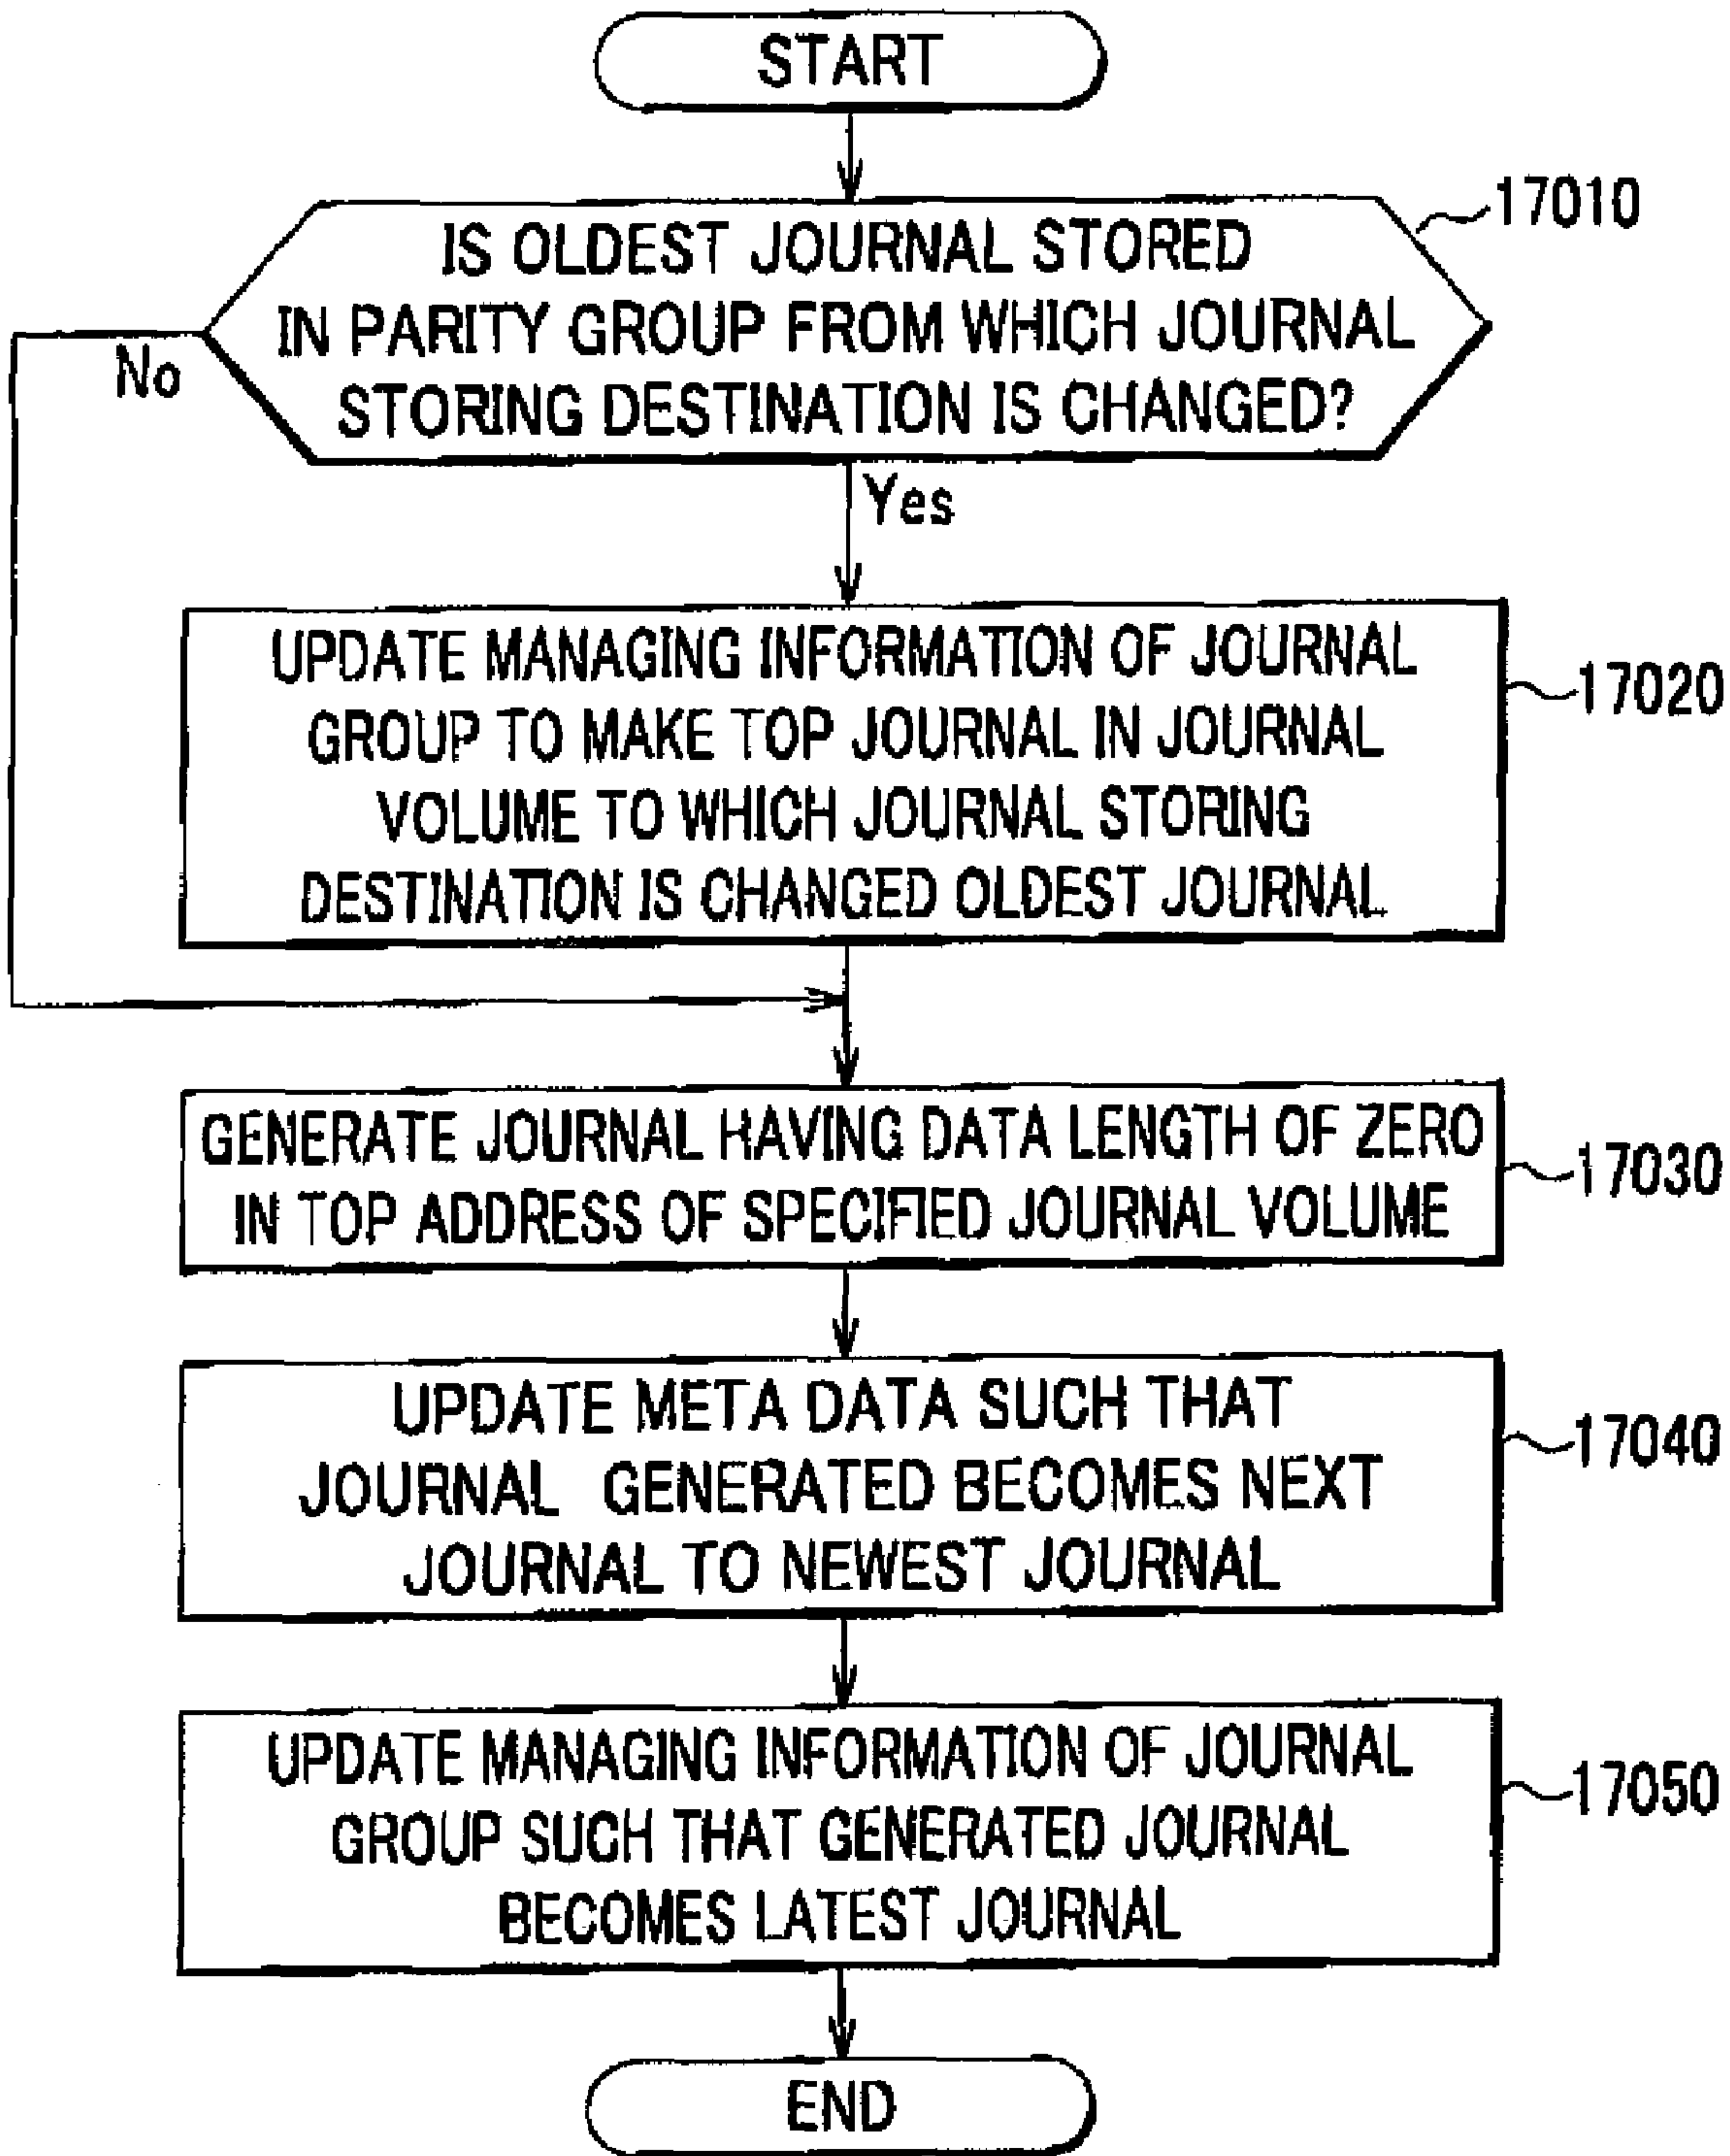 START
17010
IS OLDEST JOURNAL STORED
IN PARITY GROUP FROM WHICH JOURNAL
STORING DESTINATION IS CHANGED?
No
Yes
UPDATE MANAGING INFORMATION OF JOURNAL
GROUP TO MAKE TOP JOURNAL IN JOURNAL
VOLUME TO WHICH JOURNAL STORING
DESTINATION IS CHANGED OLDEST JOURNAL
17020
GENERATE JOURNAL HAVING DATA LENGTH OF ZERO
IN TOP ADDRESS OF SPECIFIED JOURNAL VOLUME
17030
UPDATE META DATA SUCH THAT
JOURNAL GENERATED BECOMES NEXT
JOURNAL TO NEWEST JOURNAL
17040
UPDATE MANAGING INFORMATION OF JOURNAL
GROUP SUCH THAT GENERATED JOURNAL
BECOMES LATEST JOURNAL
17050
END